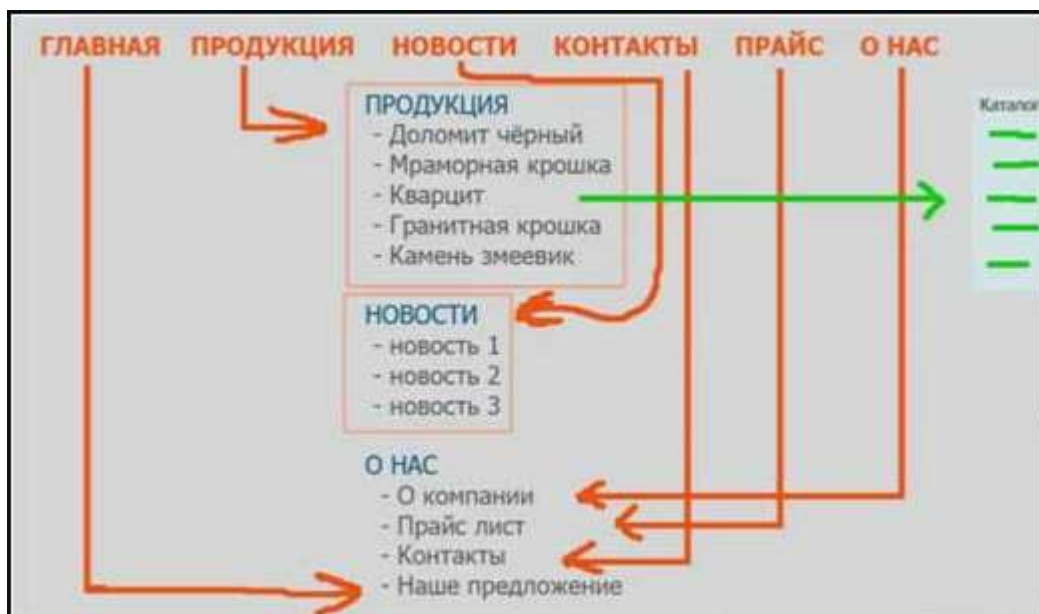 ГЛАВНАЯ ПРОДУКЦИЯ НОВОСТИ КОНТАКТЫ ПРАЙС О НАС
ПРОДУКЦИЯ
- Доломит чёрный
- Мраморная крошка
- Кварцит
- Гранитная крошка
- Камень змеевик
Каталог
НОВОСТИ
- новость 1
- новость 2
- новость 3
О НАС
- О компании
- Прайс лист
- Контакты
- Наше предложение